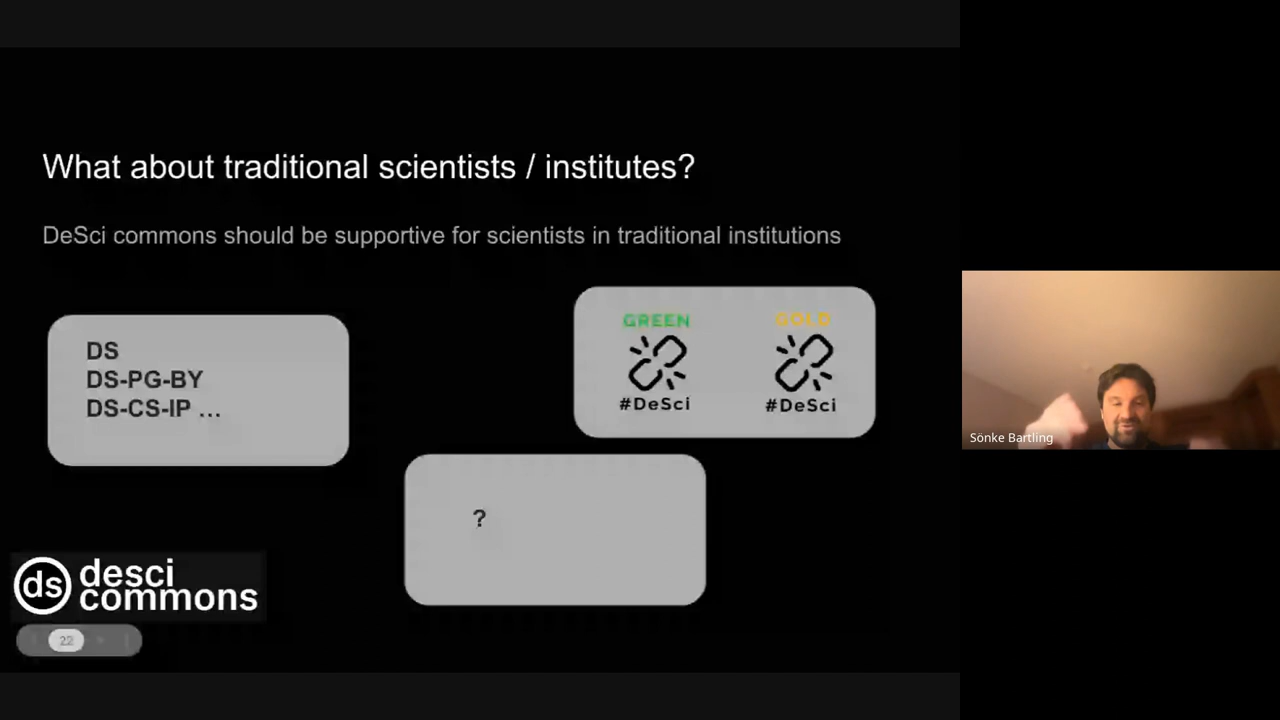 What about traditional scientists / institutes?
DeSci commons should be supportive for scientists in traditional institutions
DS
DS-PG-BY
DS-CS-IP ...
GREEN
#DeSci
GOLD
#DeSci
?
ds desci
commons
22
Sönke Bartling